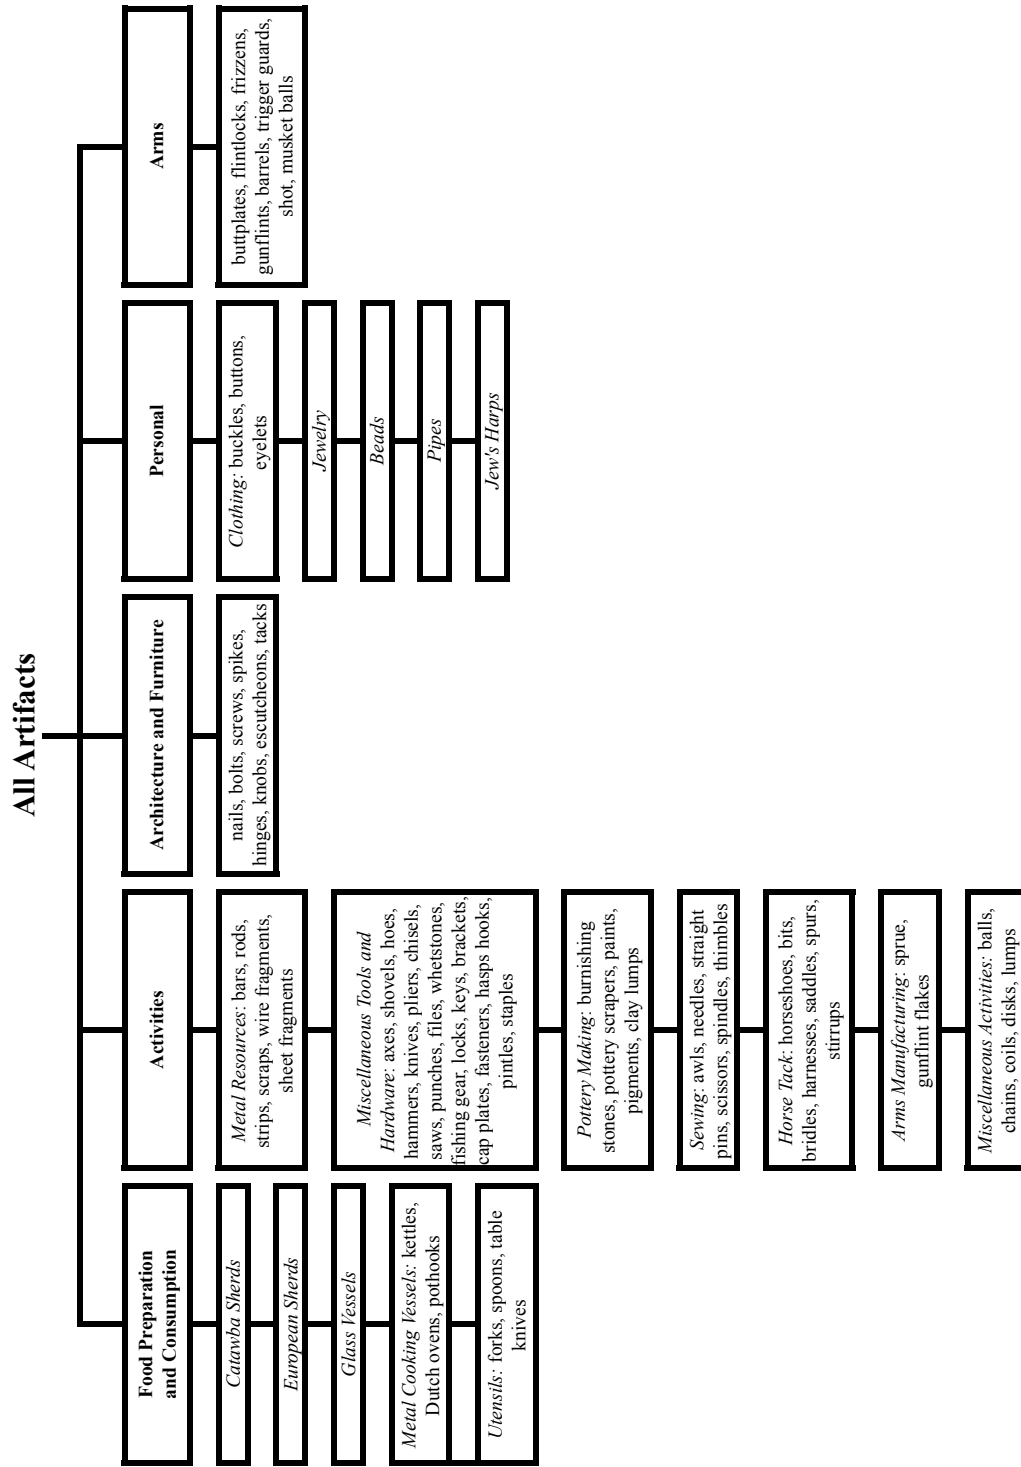 All Artifacts
Food Preparation
and Consumption
Catawba Sherds
European Sherds
Glass Vessels
Metal Cooking Vessels: kettles,
Dutch ovens, pothooks
Utensils: forks, spoons, table
knives
Activities
Metal Resources: bars, rods,
strips, scraps, wire fragments,
sheet fragments
Miscellaneous Tools and
Hardware: axes, shovels, hoes,
hammers, knives, pliers, chisels,
saws, punches, files, whetstones,
fishing gear, locks, keys, brackets,
cap plates, fasteners, hasps hooks,
pintles, staples
Pottery Making: burnishing
stones, pottery scrapers, paints,
pigments, clay lumps
Sewing: awls, needles, straight
pins, scissors, spindles, thimbles
Horse Tack: horseshoes, bits,
bridles, harnesses, saddles, spurs,
stirrups
Arms Manufacturing: sprue,
gunflint flakes
Miscellaneous Activities: balls,
chains, coils, disks, lumps
Architecture and Furniture
nails, bolts, screws, spikes,
hinges, knobs, escutcheons, tacks
Personal
Clothing: buckles, buttons,
eyelets
Jewelry
Beads
Pipes
Jew's Harps
Arms
buttplates, flintlocks, frizzens,
gunflints, barrels, trigger guards,
shot, musket balls